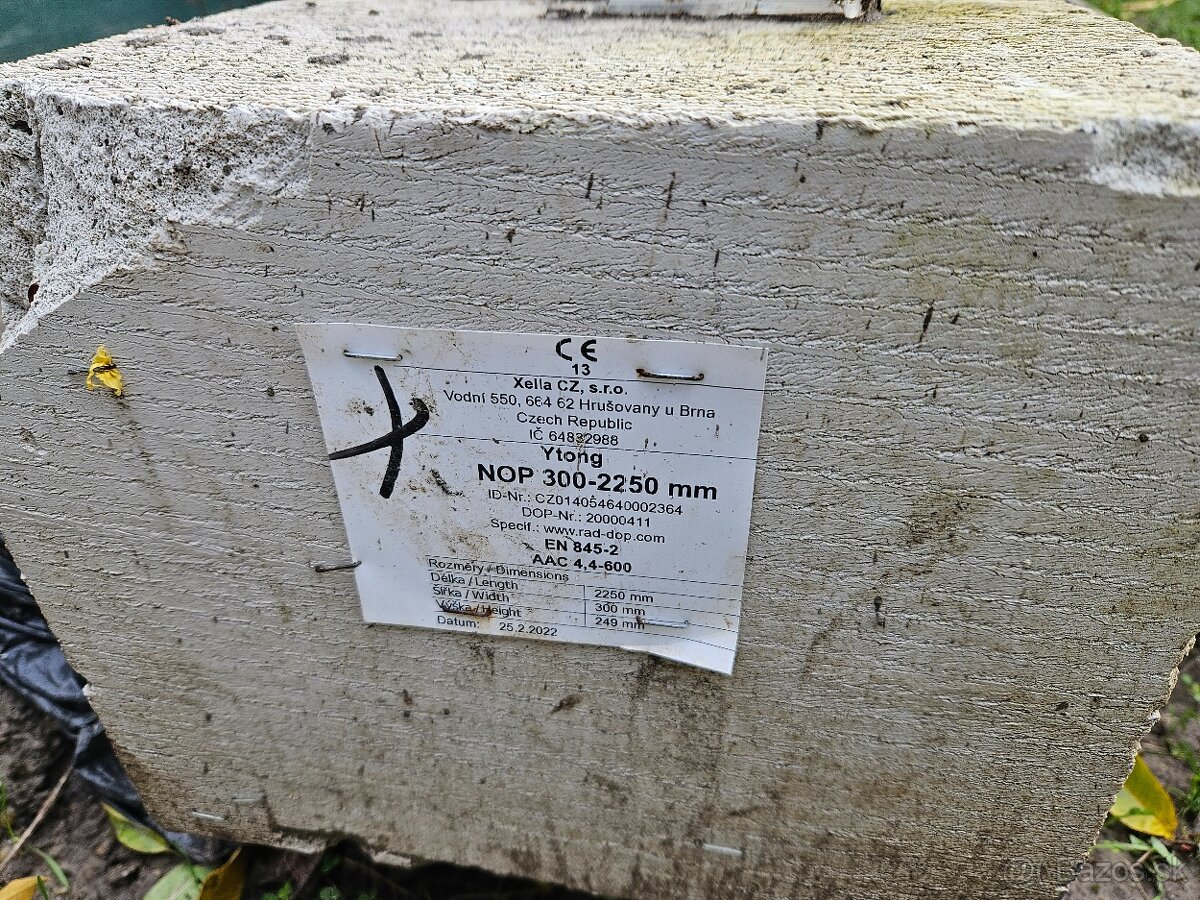 CE
13
Xella CZ, s.r.o.
Vodní 550, 664 62 Hrušovany u Brna
Czech Republic
IČ 64832988
Ytong
NOP 300-2250 mm
ID-Nr.: CZ014054640002364
DOP-Nr.: 20000411
Specif.: www.rad-dop.com
EN 845-2
AAC 4,4-600
Rozměry / Dimensions
Délka / Length 2250 mm
Šířka / Width 300 mm
Výška / Height 249 mm
Datum: 25.2.2022
Bazos.sk